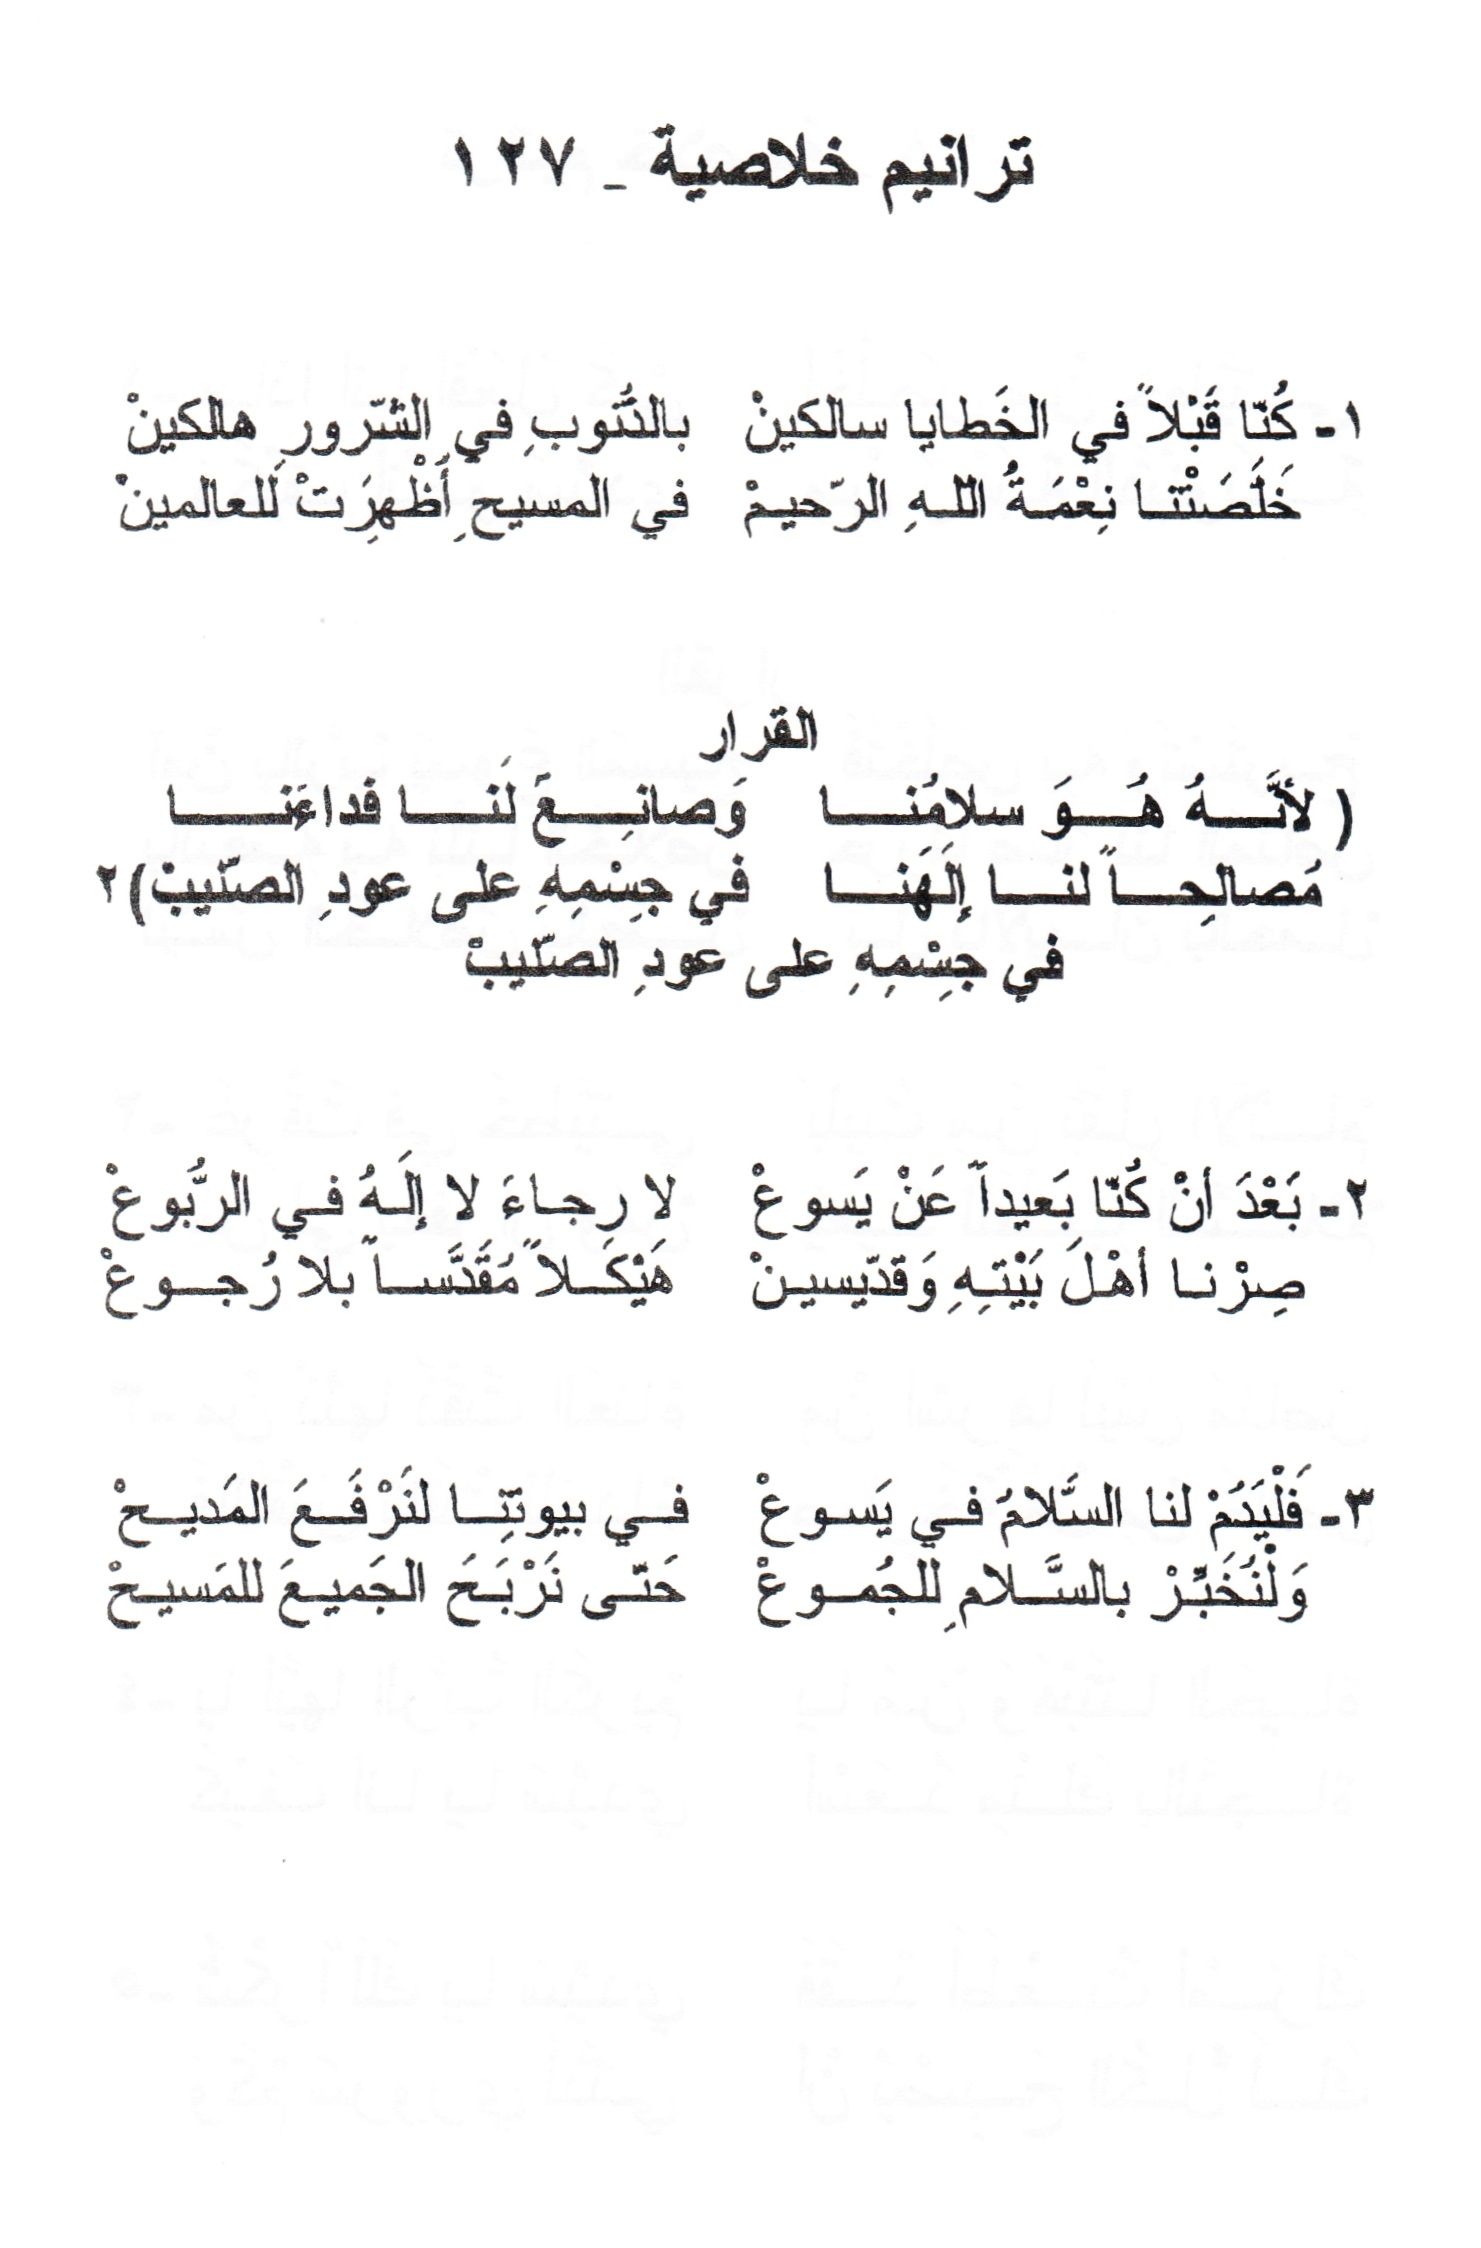 ترانيم خلاصية - ١٢٧
١- كُنّا قَبْلاً في الخَطايا سالكينْ بالذُّنوبِ في الشّرورِ هالكينْ
خَلَّصَتْنا نِعْمَةُ اللهِ الرّحيمْ في المسيحِ أُظْهِرَتْ للعالمينْ
القرار
( لأنَّهُ هُوَ سلامُنا وَصانِعٌ لَنا فداءَنا
مُصالِحاً لنا إلَهَنا في جِسْمِهِ على عودِ الصّليبْ)٢
في جِسْمِهِ على عودِ الصّليبْ
٢- بَعْدَ أنْ كُنّا بَعيداً عَنْ يَسوعْ لا رِجاءَ لا إلَهُ في الرُّبوعْ
صِرْنا أهْلَ بَيْتِهِ وَقدّيسينْ هَيْكَلاً مُقَدَّساً بلا رُجوعْ
٣- فَلْيَدُمْ لنا السَّلامُ في يَسوعْ في بيوتِنا لنَرْفَعَ المَديحْ
وَلْنُخَبِّرْ بالسَّلامِ للجُموعْ حَتّى نَرْبَحَ الجَميعَ للمَسيحْ